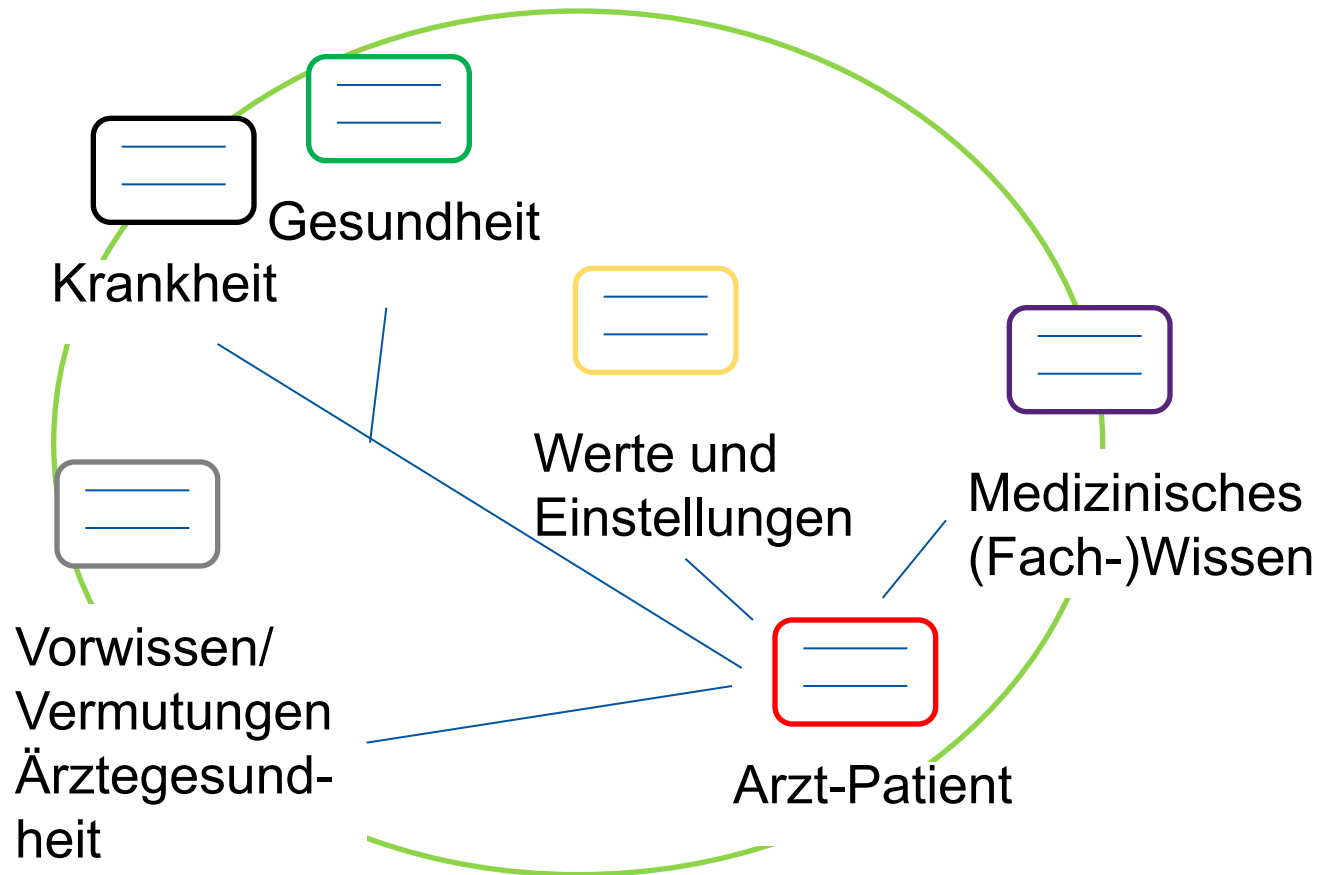 Gesundheit
Krankheit
Werte und
Einstellungen
Medizinisches
(Fach-)Wissen
Vorwissen/
Vermutungen
Ärztegesund-
heit
Arzt-Patient